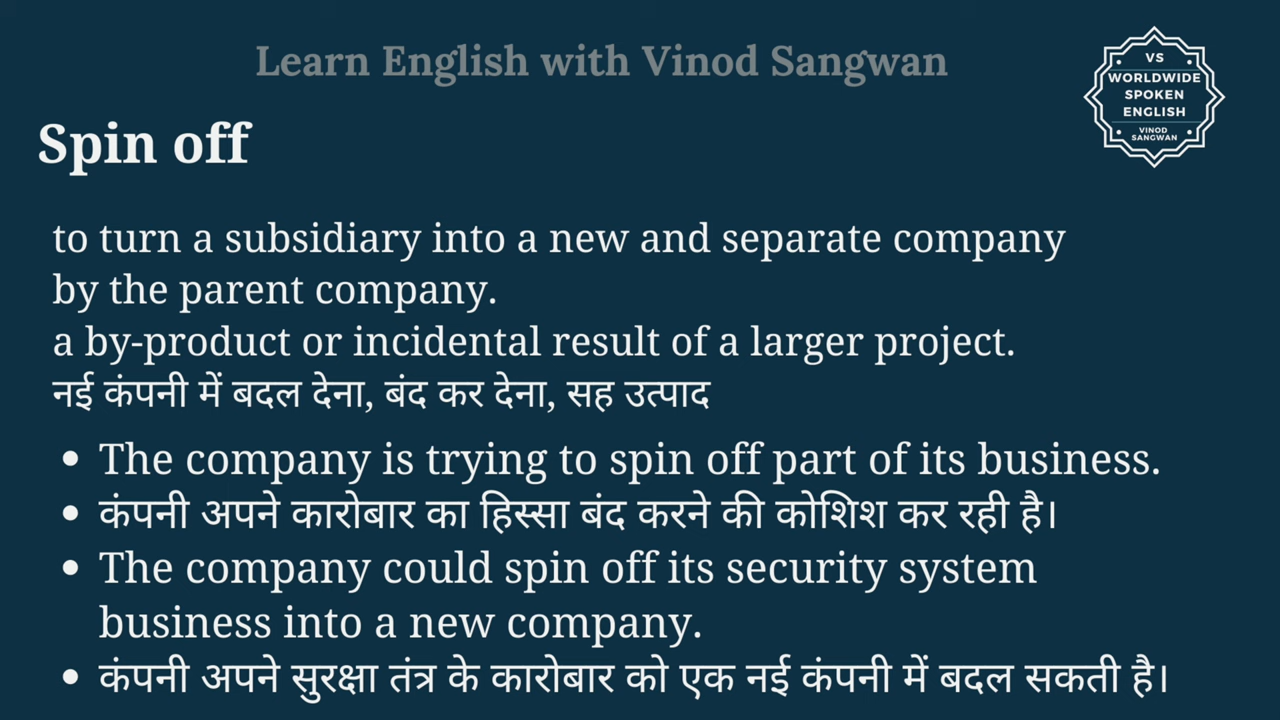 Learn English with Vinod Sangwan
VS
WORLDWIDE
SPOKEN
ENGLISH
VINOD
SANGWAN
Spin off
to turn a subsidiary into a new and separate company
by the parent company.
a by-product or incidental result of a larger project.
नई कंपनी में बदल देना, बंद कर देना, सह उत्पाद
• The company is trying to spin off part of its business.
• कंपनी अपने कारोबार का हिस्सा बंद करने की कोशिश कर रही है।
• The company could spin off its security system
business into a new company.
• कंपनी अपने सुरक्षा तंत्र के कारोबार को एक नई कंपनी में बदल सकती है।